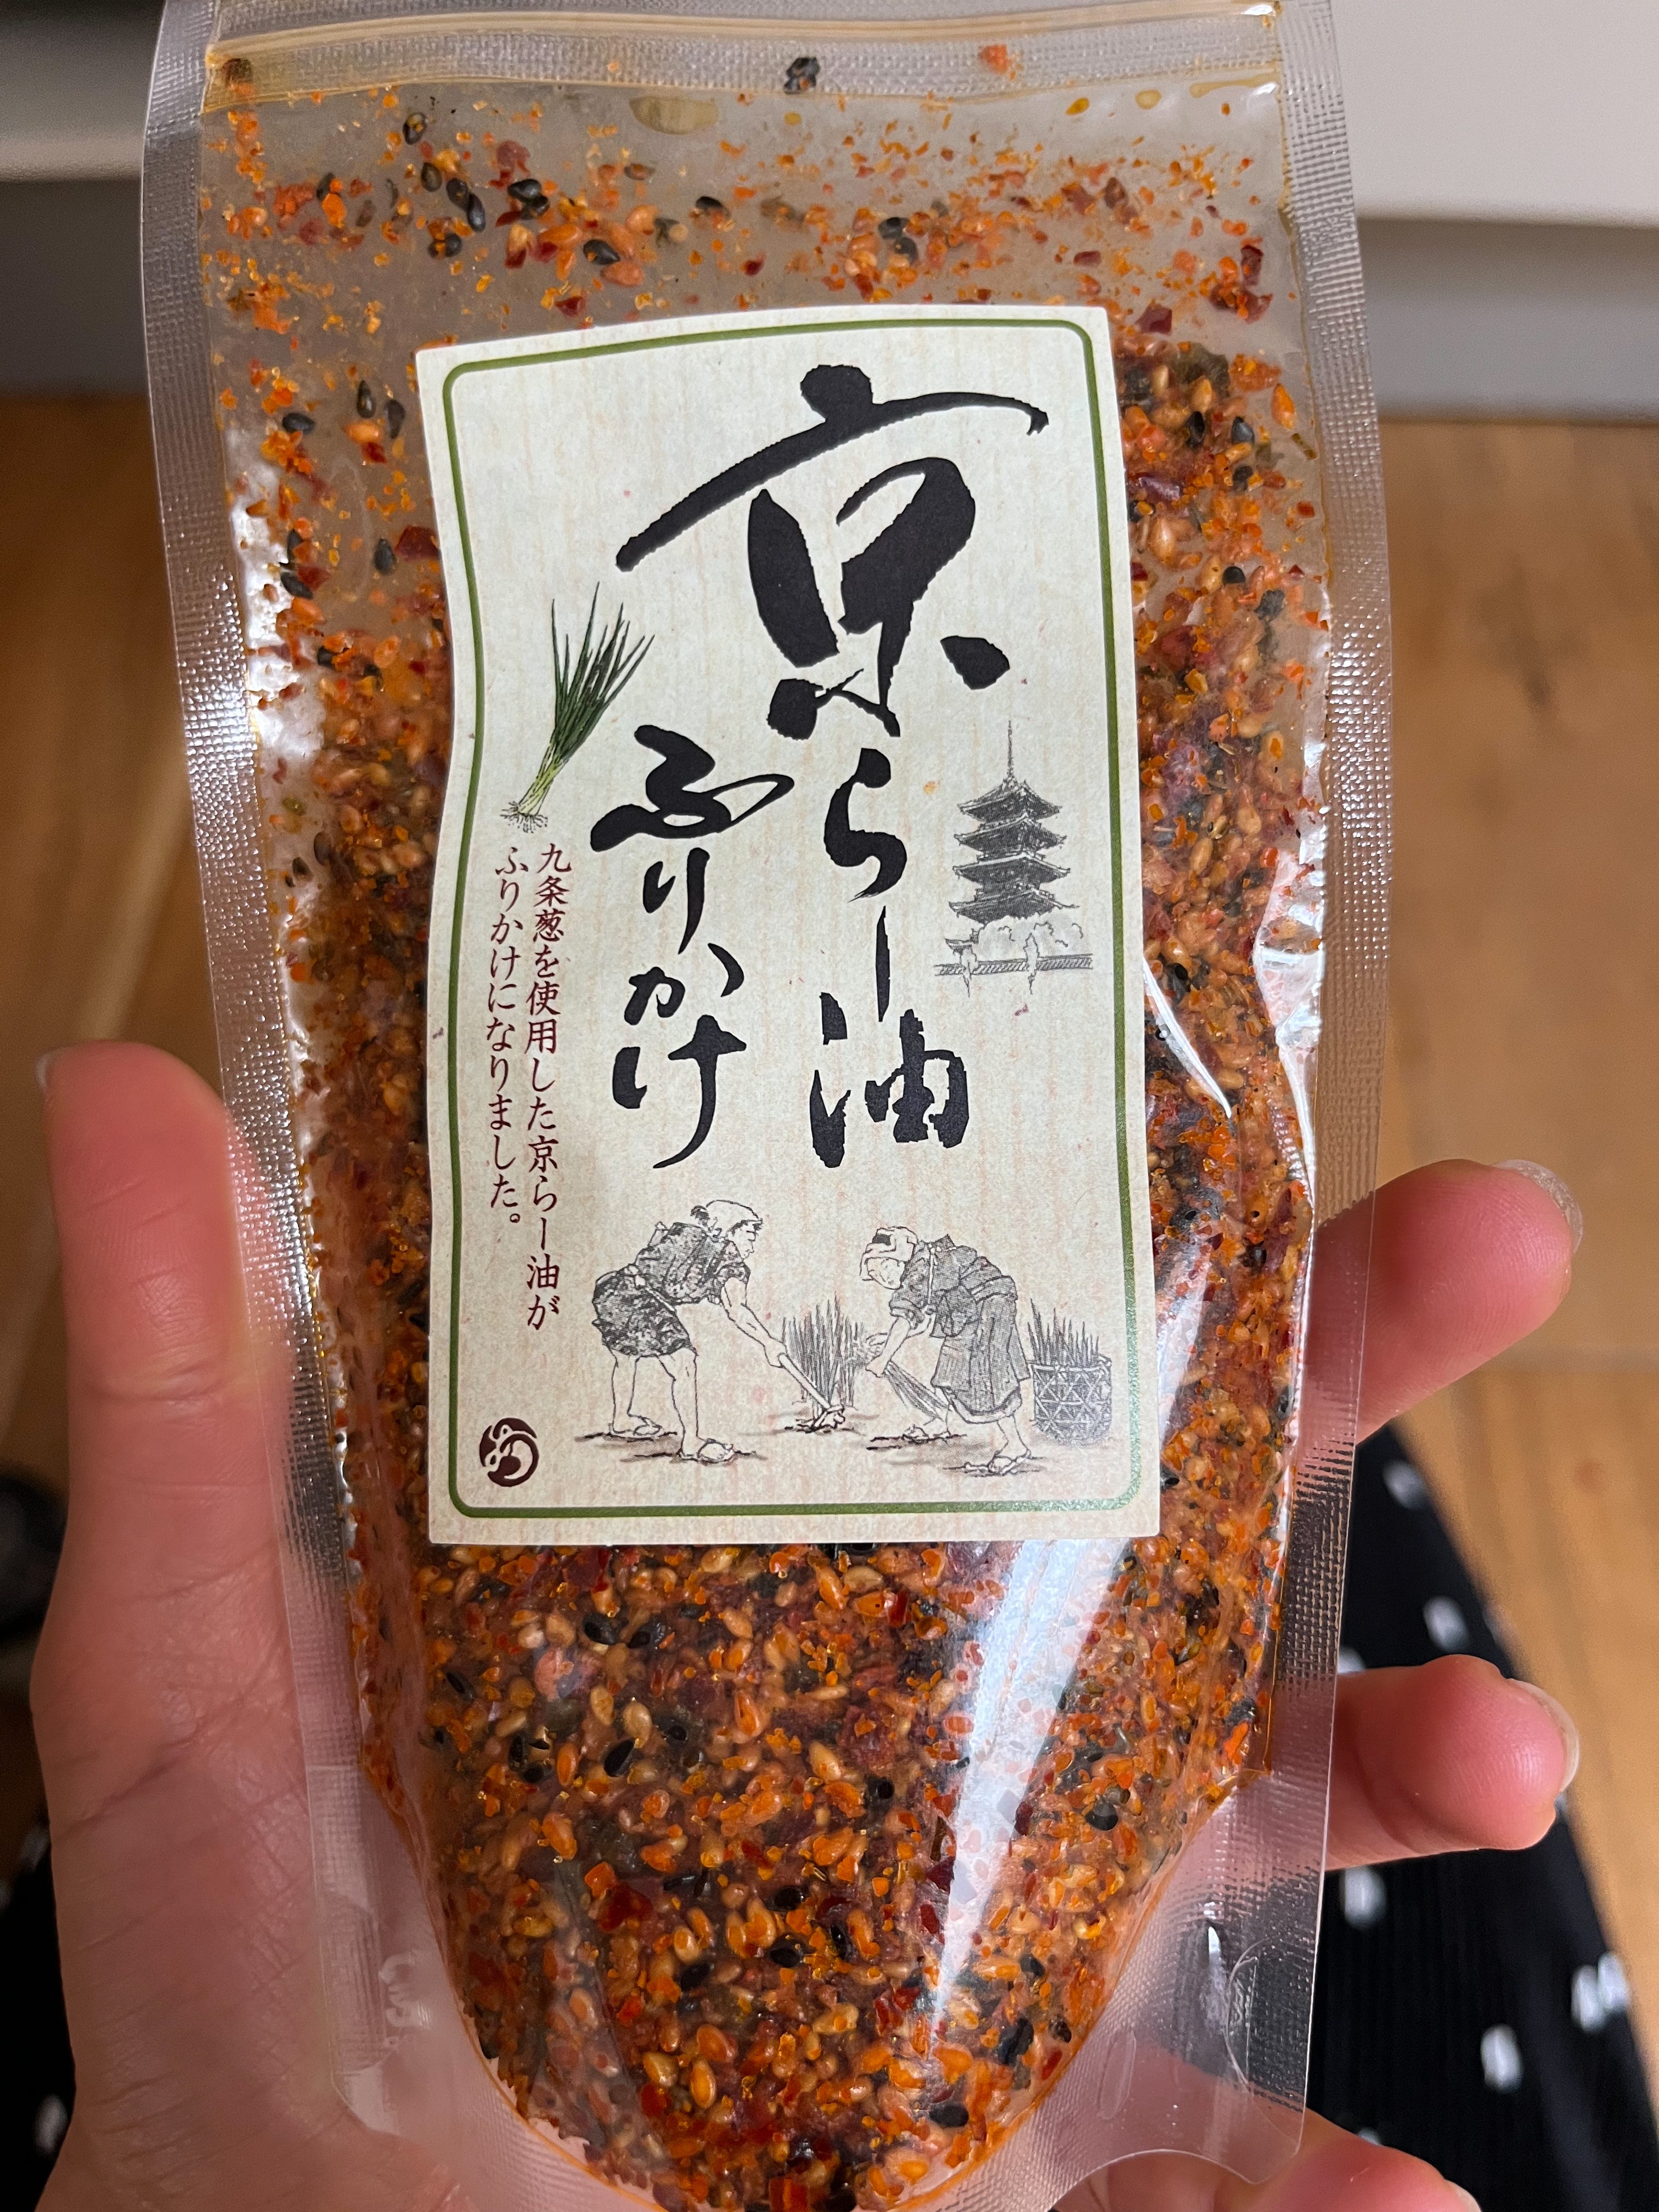 京らー油
ふりかけ
九条葱を使用した京らー油が
ふりかけになりました。